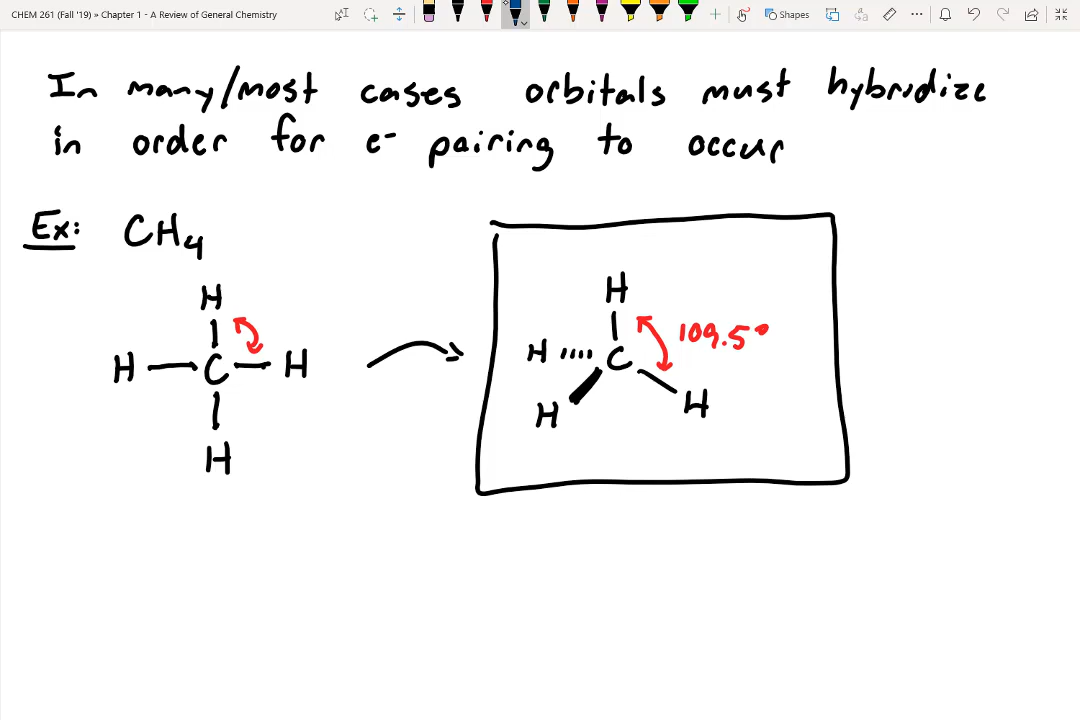 CHEM 261 (Fall '19) » Chapter 1 - A Review of General Chemistry
Shapes
In many/most cases orbitals must hybridize
in order for e- pairing to occur
Ex: CH4
H
H C H
H
H
109.5°
H C
H H